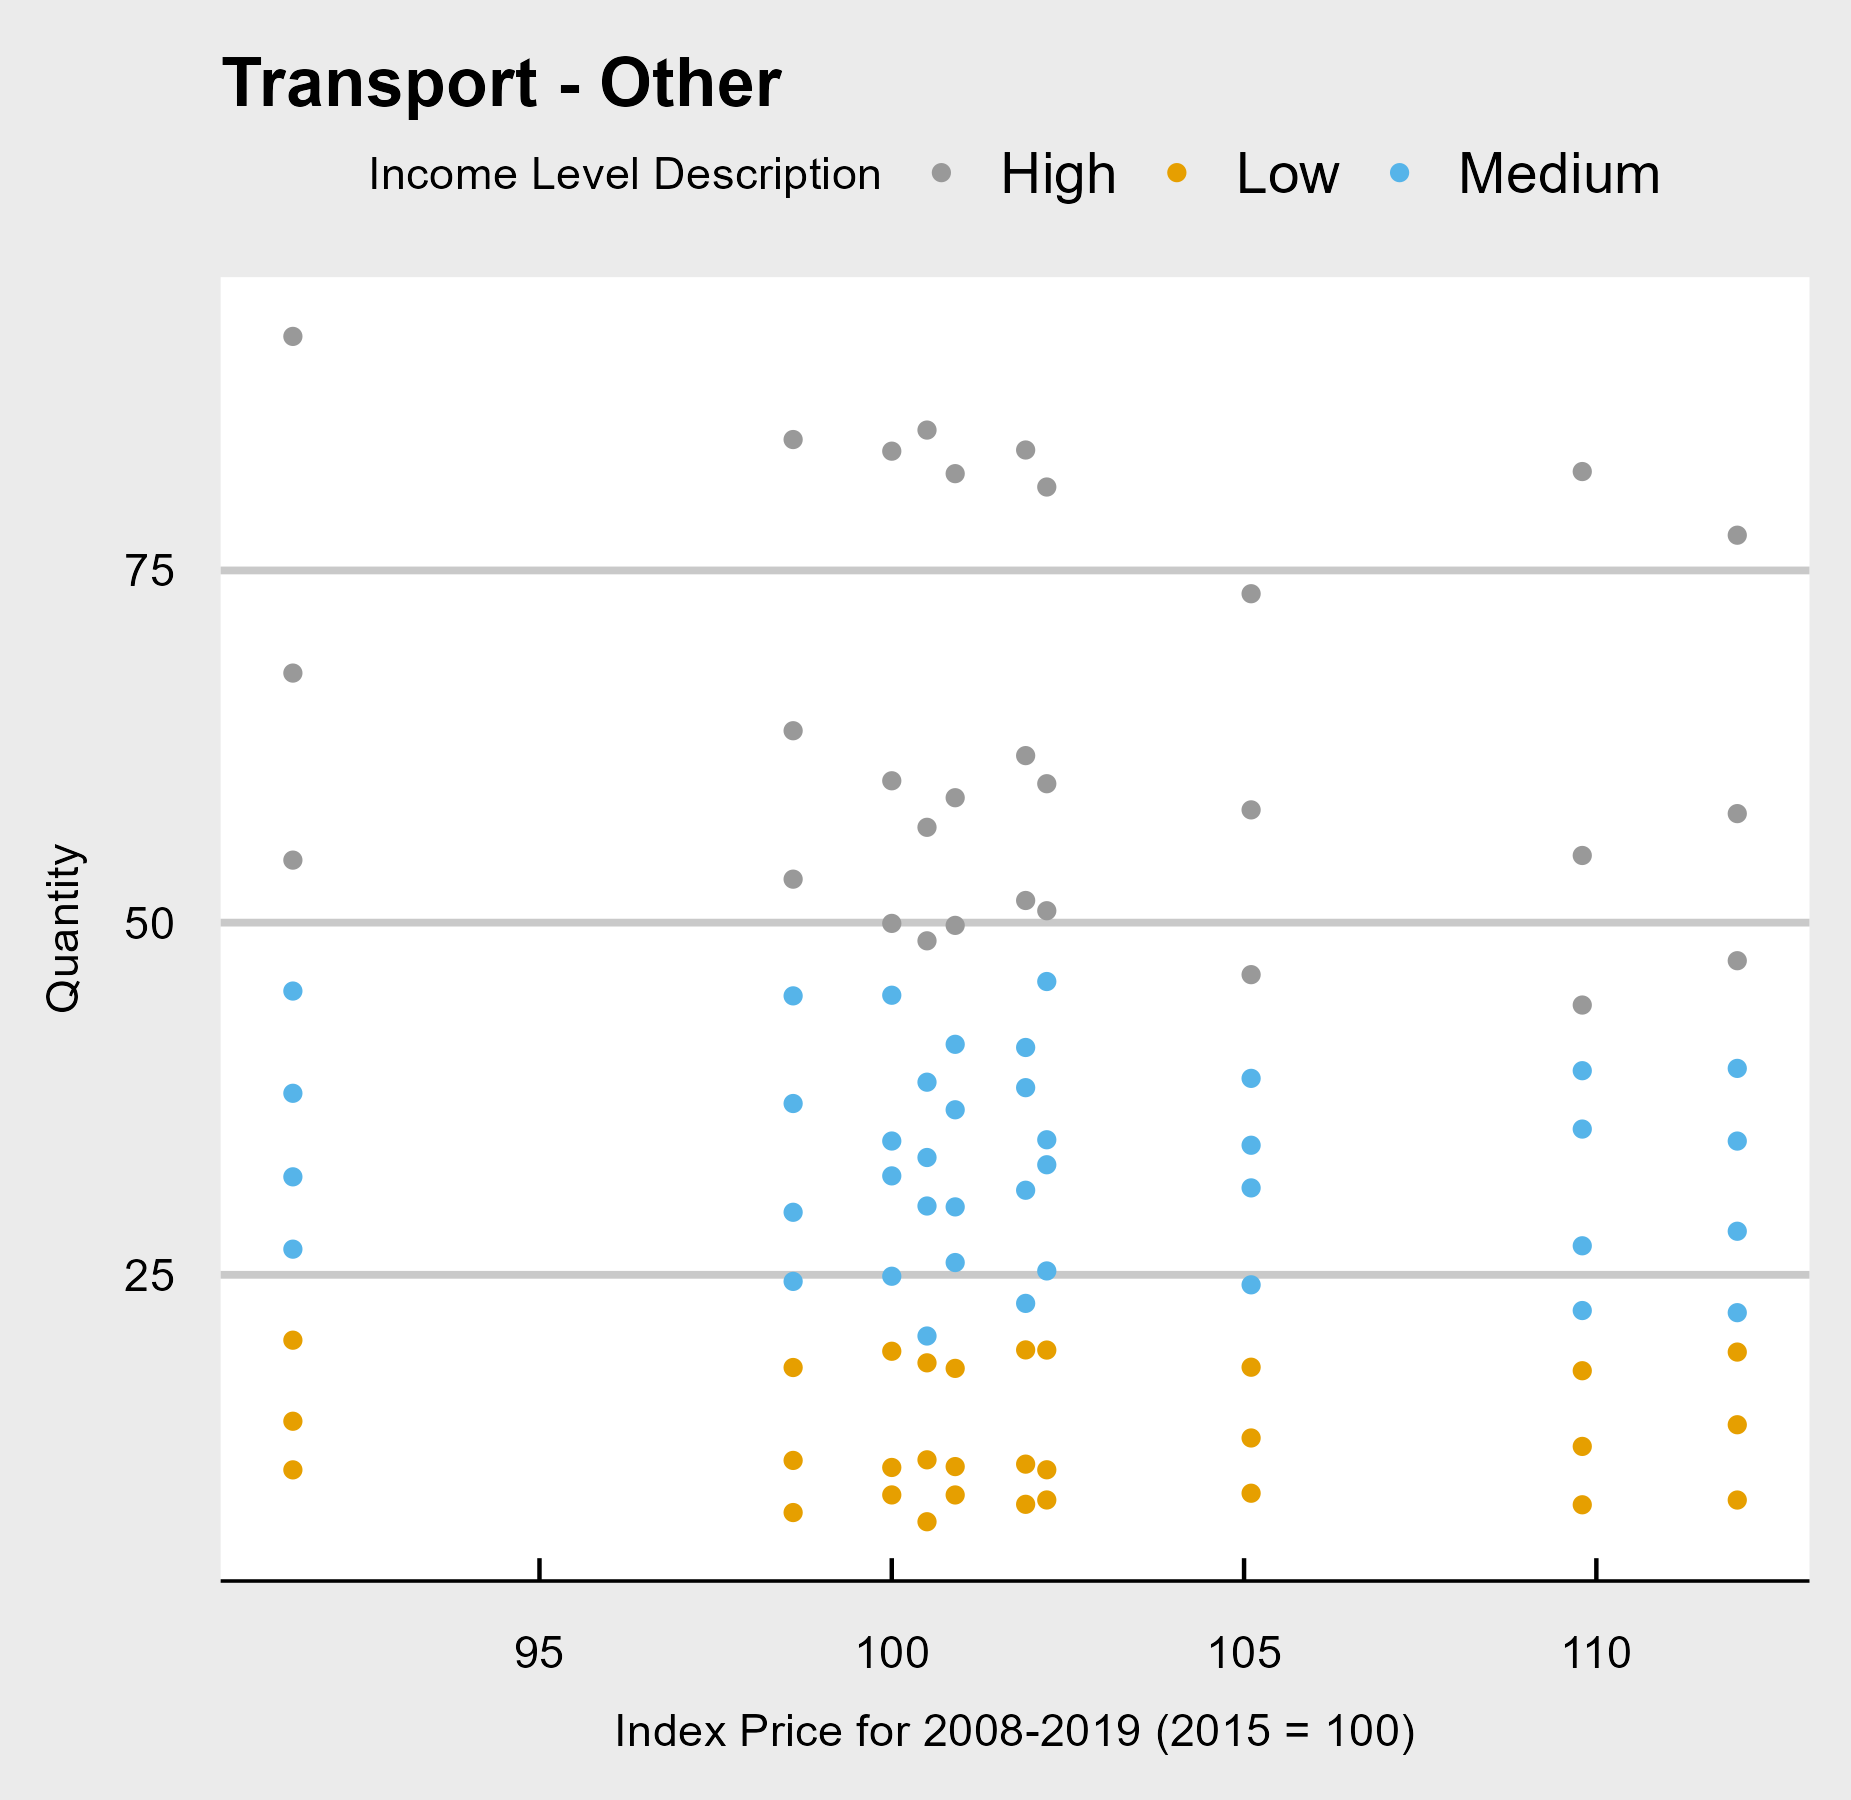 Transport - Other
Income Level Description High Low Medium
75
50
25
Quantity
95 100 105 110
Index Price for 2008-2019 (2015 = 100)